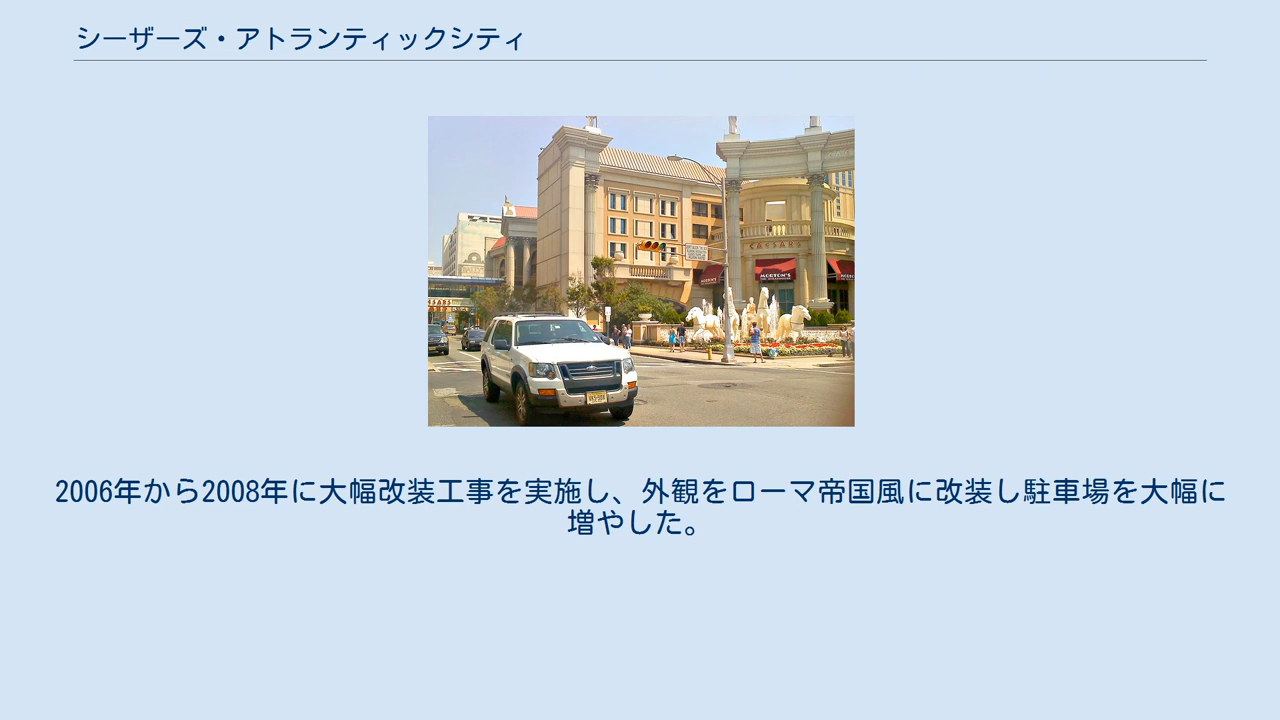 シーザーズ・アトランティックシティ
CAESARS
MORTON'S
2006年から2008年に大幅改装工事を実施し、外観をローマ帝国風に改装し駐車場を大幅に
増やした。